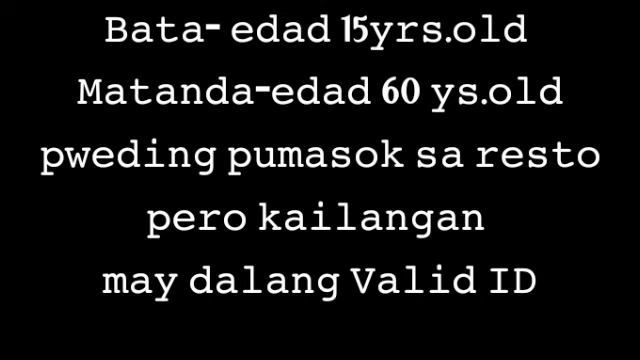 Bata- edad 15yrs.old
Matanda-edad 60 ys.old
pweding pumasok sa resto
pero kailangan
may dalang Valid ID